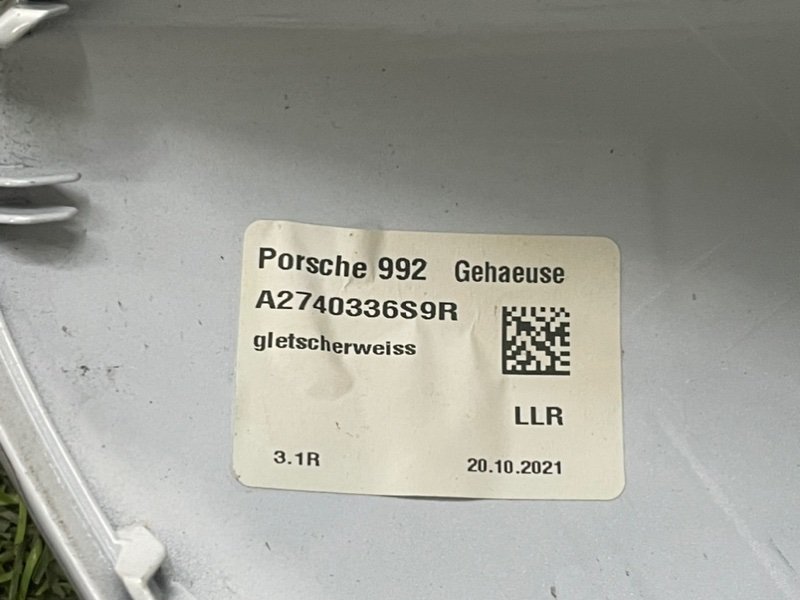 Porsche 992 Gehaeuse
A2740336S9R
gletscherweiss
LLR
3.1R 20.10.2021